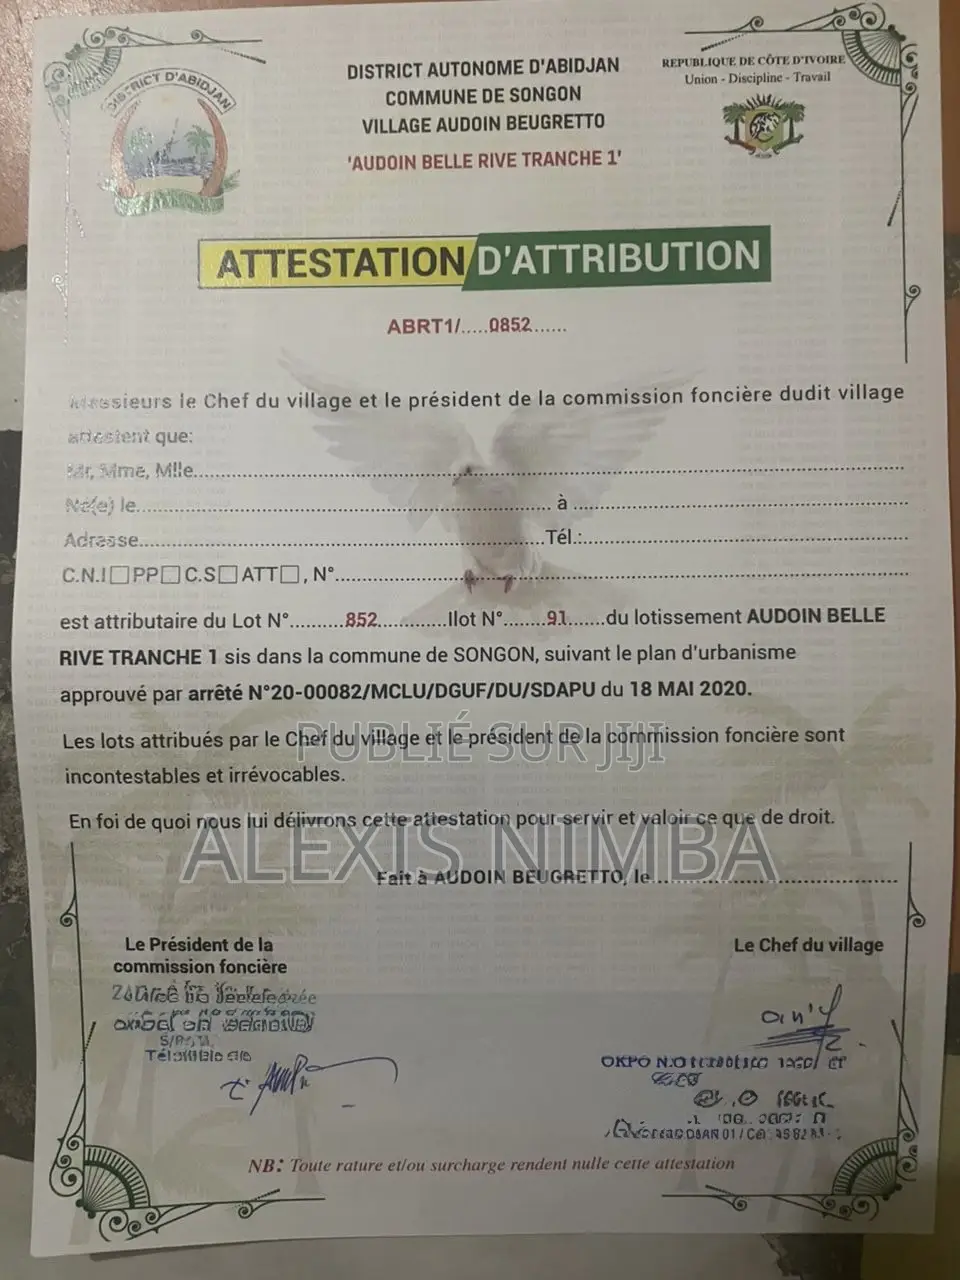 DISTRICT D'ABIDJAN
DISTRICT AUTONOME D'ABIDJAN
COMMUNE DE SONGON
VILLAGE AUDOIN BEUGRETTO
'AUDOIN BELLE RIVE TRANCHE 1'
REPUBLIQUE DE CÔTE D'IVOIRE
Union - Discipline - Travail
ATTESTATION D'ATTRIBUTION
ABRT1/.....0852......
Messieurs le Chef du village et le président de la commission foncière dudit village
attestent que:
Mr, Mme, Mlle..........
Né(e) le.......... à ..........
Adresse..........Tél.:..........
C.N.I☐PP☐C.S☐ATT☐, N°..........
est attributaire du Lot N°..........852............Ilot N°.......91.......du lotissement AUDOIN BELLE
RIVE TRANCHE 1 sis dans la commune de SONGON, suivant le plan d'urbanisme
approuvé par arrêté N°20-00082/MCLU/DGUF/DU/SDAPU du 18 MAI 2020.
Les lots attribués par le Chef du village et le président de la commission foncière sont
incontestables et irrévocables.
PUBLIÉ SUR JIJI
En foi de quoi nous lui délivrons cette attestation pour servir et valoir ce que de droit.
ALEXIS NIMBA
Fait à AUDOIN BEUGRETTO, le..........
Le Président de la
commission foncière
Le Chef du village
OKPO
NB: Toute rature et/ou surcharge rendent nulle cette attestation